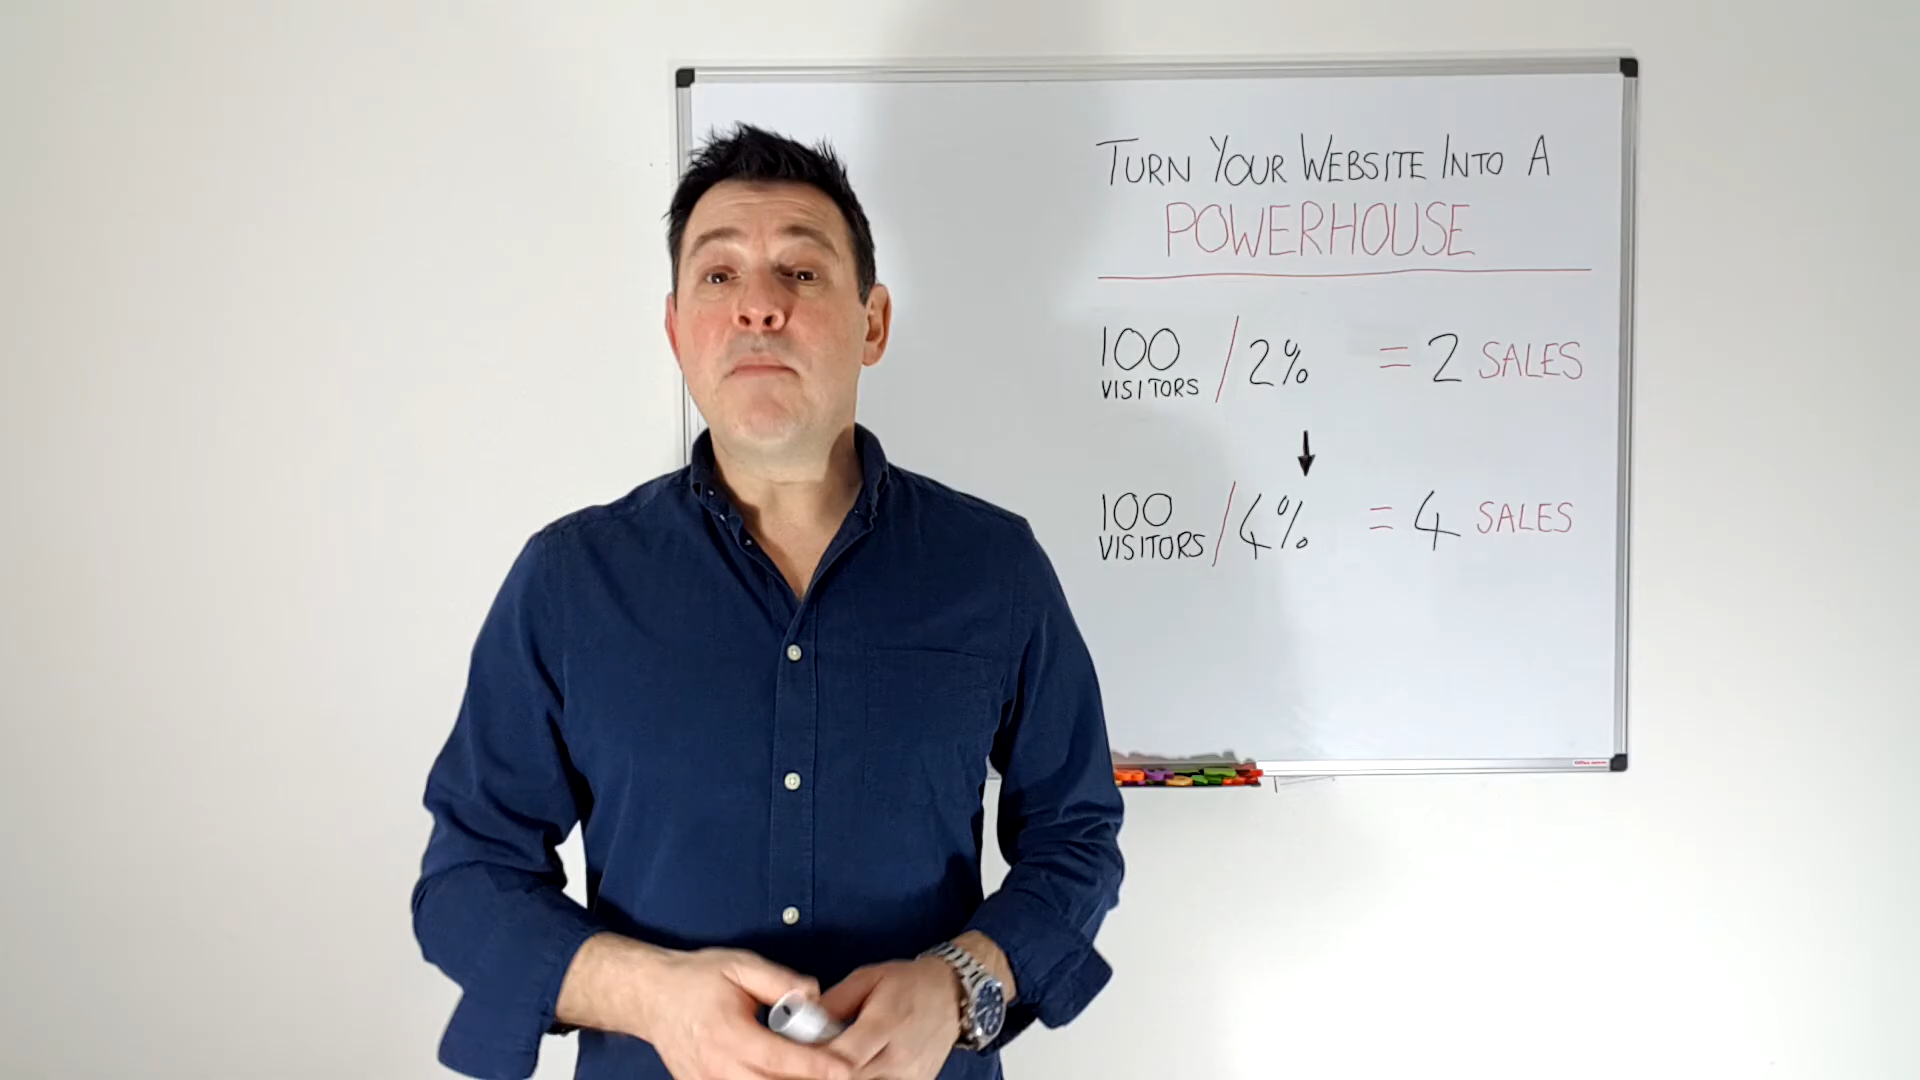 TURN YOUR WEBSITE INTO A
POWERHOUSE
100 VISITORS / 2% = 2 SALES
100 VISITORS / 4% = 4 SALES